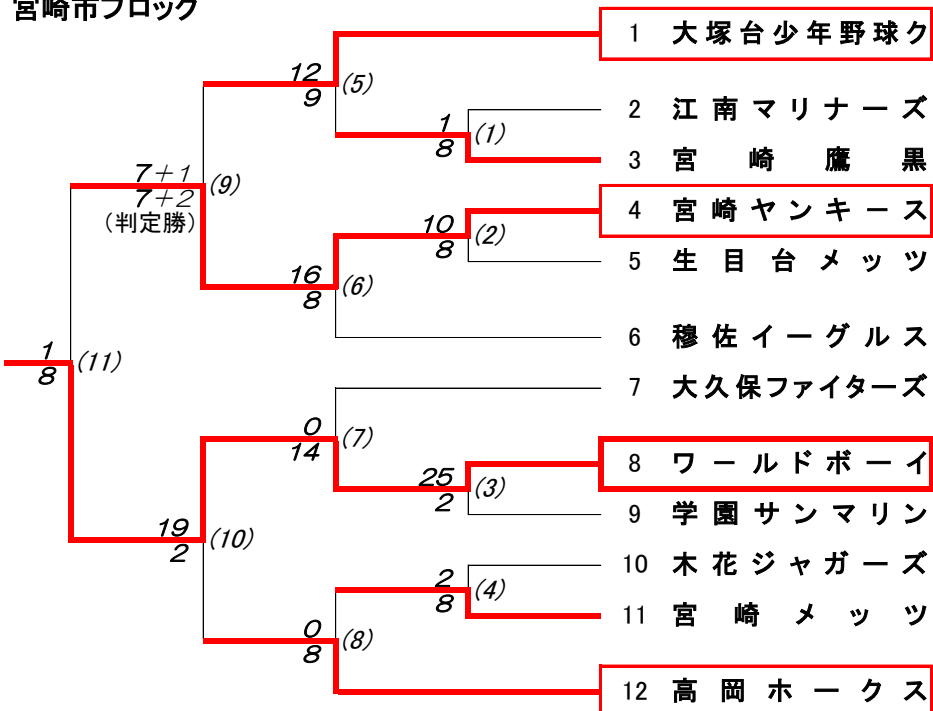 宮崎市ブロック
1 大塚台少年野球ク
12
9
(5)
2 江南マリナーズ
1
8
(1)
3 宮崎鷹黒
7+1
7+2
(判定勝)
(9)
4 宮崎ヤンキース
10
8
(2)
5 生目台メッツ
16
8
(6)
6 穆佐イーグルス
1
8
(11)
7 大久保ファイターズ
0
14
(7)
8 ワールドボーイ
25
2
(3)
9 学園サンマリン
19
2
(10)
10 木花ジャガーズ
2
8
(4)
11 宮崎メッツ
0
8
(8)
12 高岡ホークス